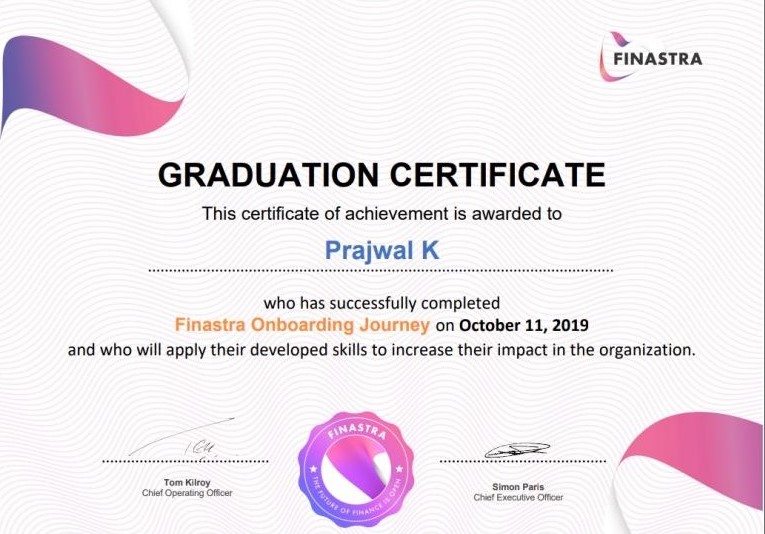 FINASTRA
GRADUATION CERTIFICATE
This certificate of achievement is awarded to
Prajwal K
who has successfully completed
Finastra Onboarding Journey on October 11, 2019
and who will apply their developed skills to increase their impact in the organization.
Tom Kilroy
Chief Operating Officer
FINASTRA
THE FUTURE OF FINANCE IS OPEN
Simon Paris
Chief Executive Officer